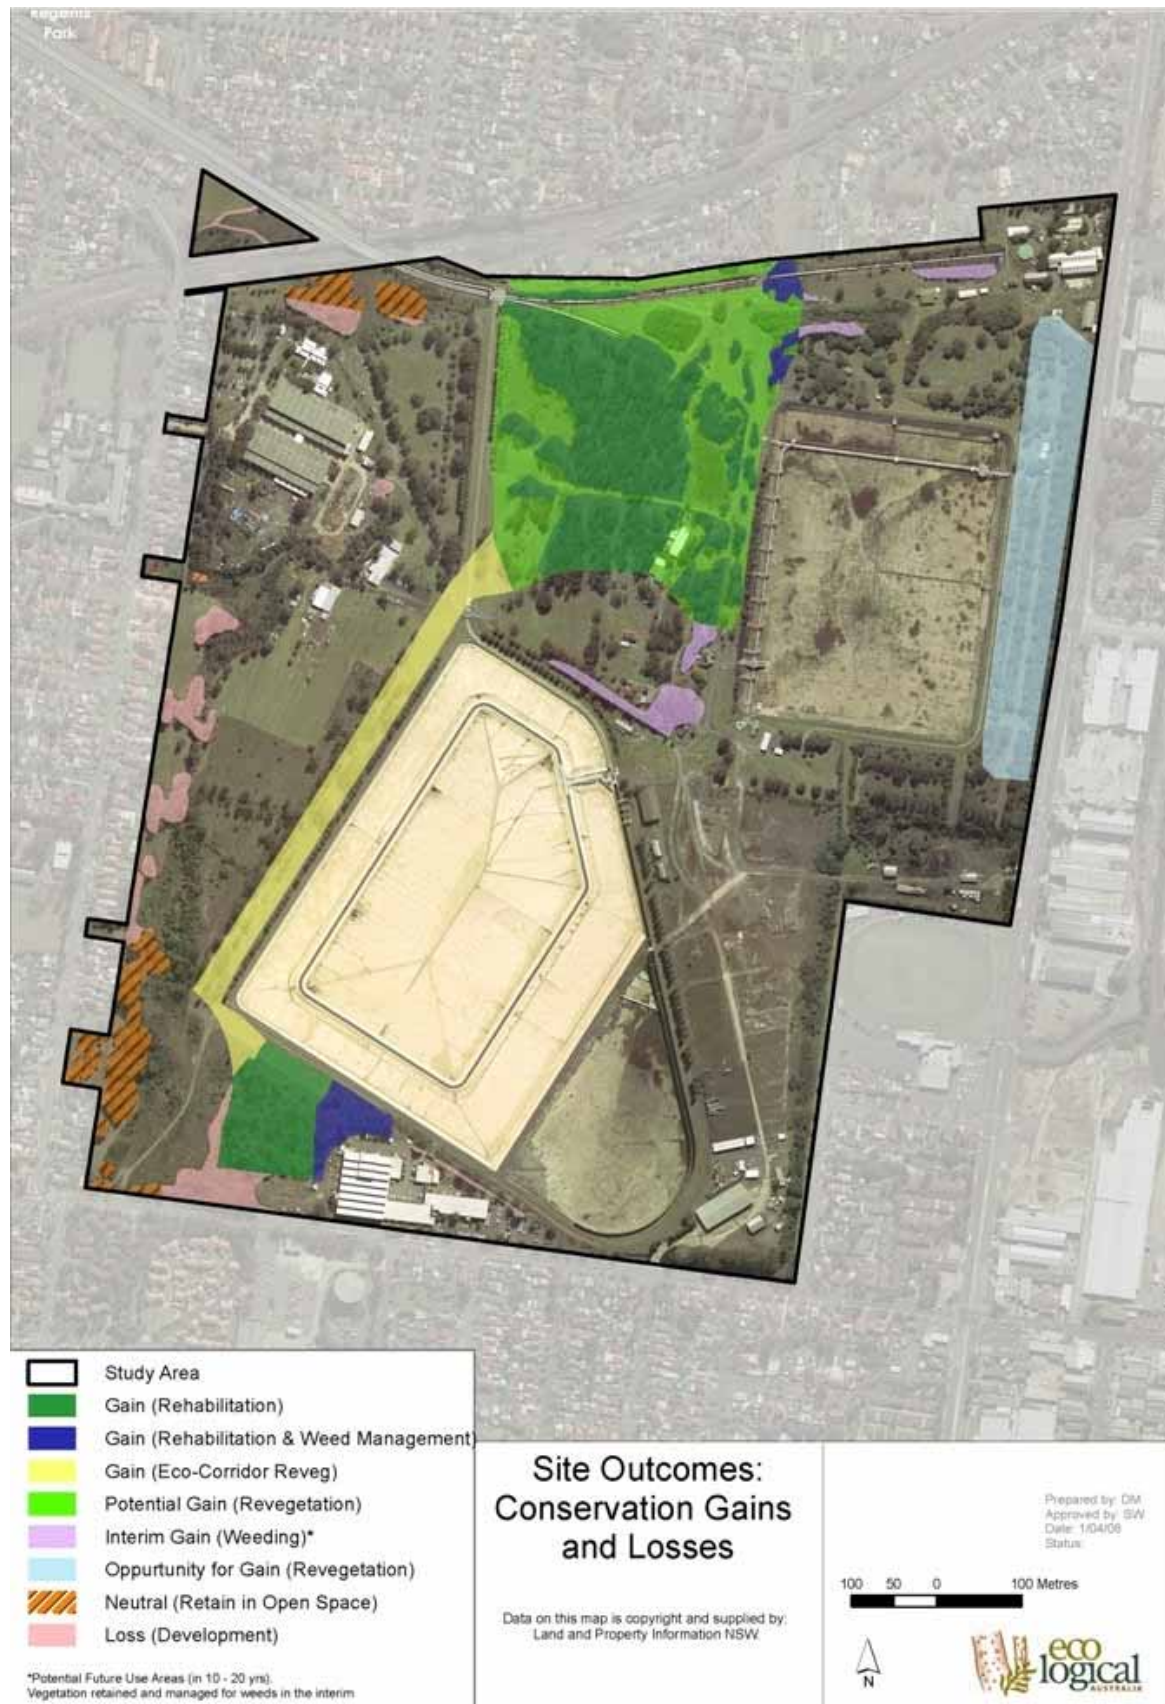 Regents
Park
Study Area
Gain (Rehabilitation)
Gain (Rehabilitation & Weed Management)
Gain (Eco-Corridor Reveg)
Potential Gain (Revegetation)
Interim Gain (Weeding)*
Oppurtunity for Gain (Revegetation)
Neutral (Retain in Open Space)
Loss (Development)
*Potential Future Use Areas (in 10 - 20 yrs).
Vegetation retained and managed for weeds in the interim
Site Outcomes:
Conservation Gains
and Losses
Data on this map is copyright and supplied by:
Land and Property Information NSW.
Prepared by: DM
Approved by: SW
Date: 1/04/08
Status:
100 50 0 100 Metres
N
eco
logical
AUSTRALIA